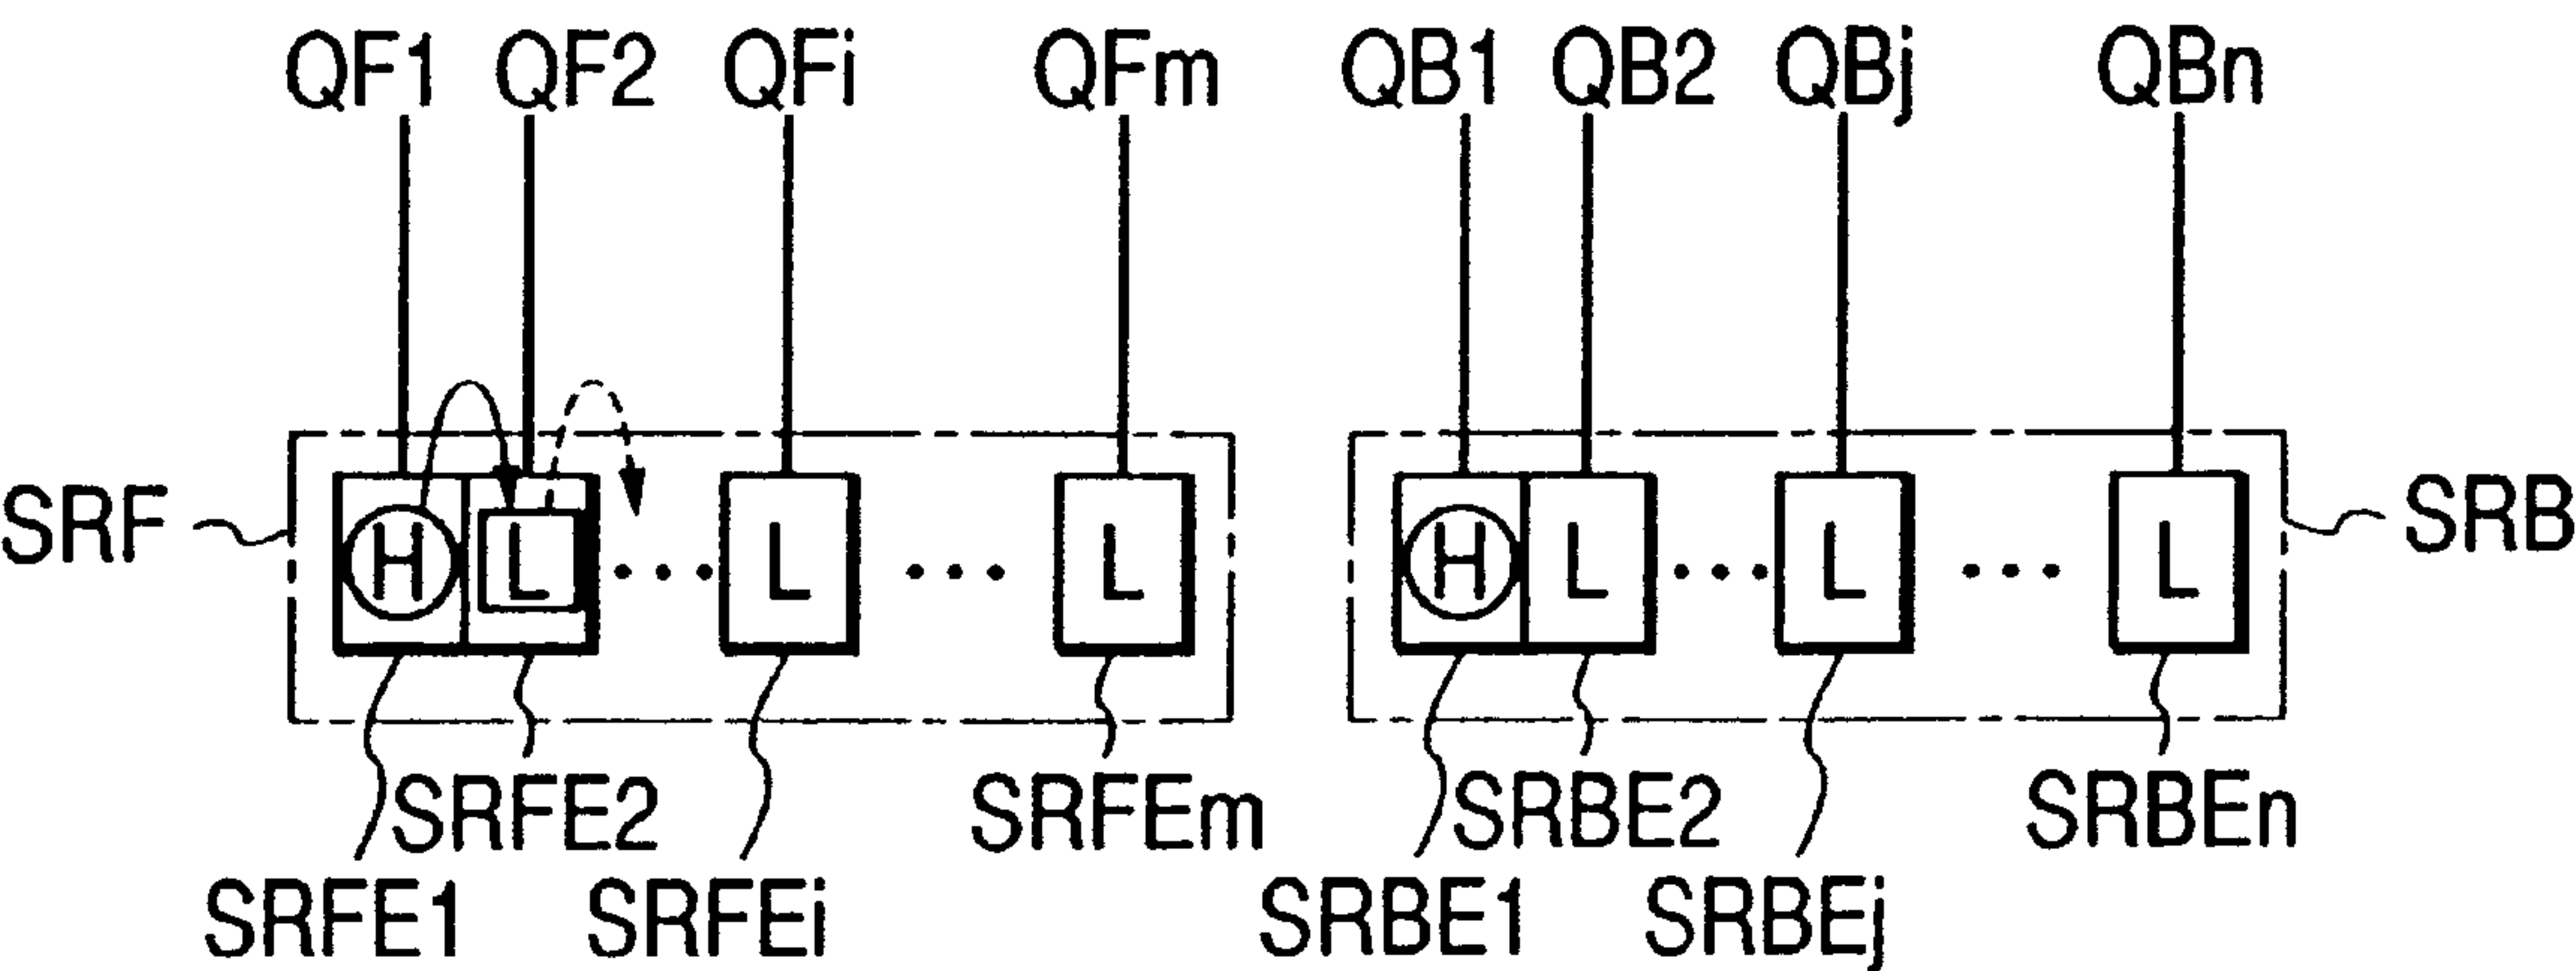 QF1 QF2 QFi QFm QB1 QB2 QBj QBn
SRF H L ... L ... L H L ... L ... L SRB
SRFE2 SRFEm SRBE2 SRBEn
SRFE1 SRFEi SRBE1 SRBEj